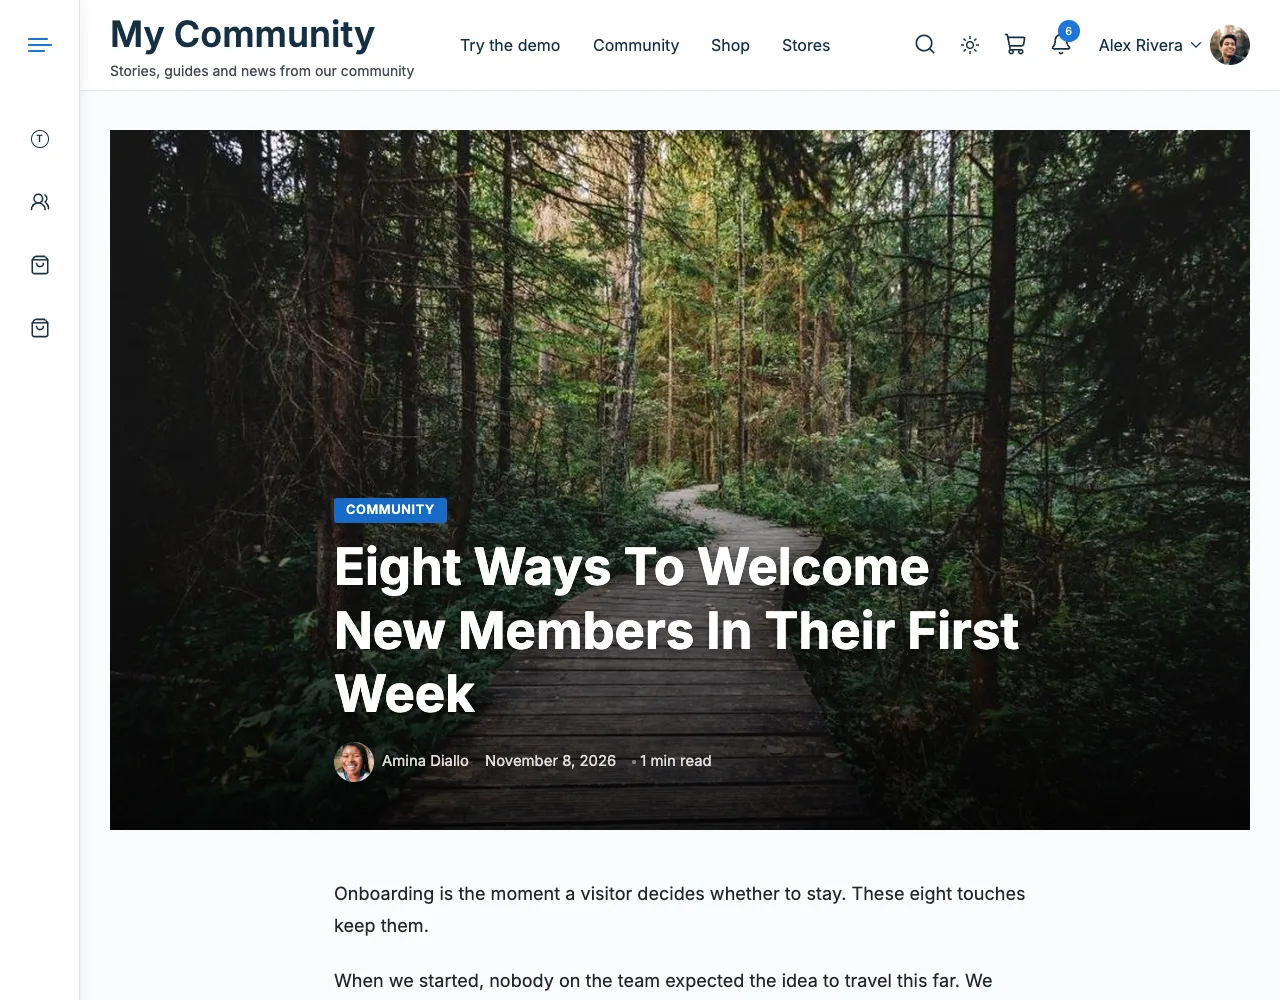 My Community
Stories, guides and news from our community
Try the demo
Community
Shop
Stores
6
Alex Rivera
T
COMMUNITY
Eight Ways To Welcome
New Members In Their First
Week
Amina Diallo November 8, 2026 • 1 min read
Onboarding is the moment a visitor decides whether to stay. These eight touches
keep them.
When we started, nobody on the team expected the idea to travel this far. We